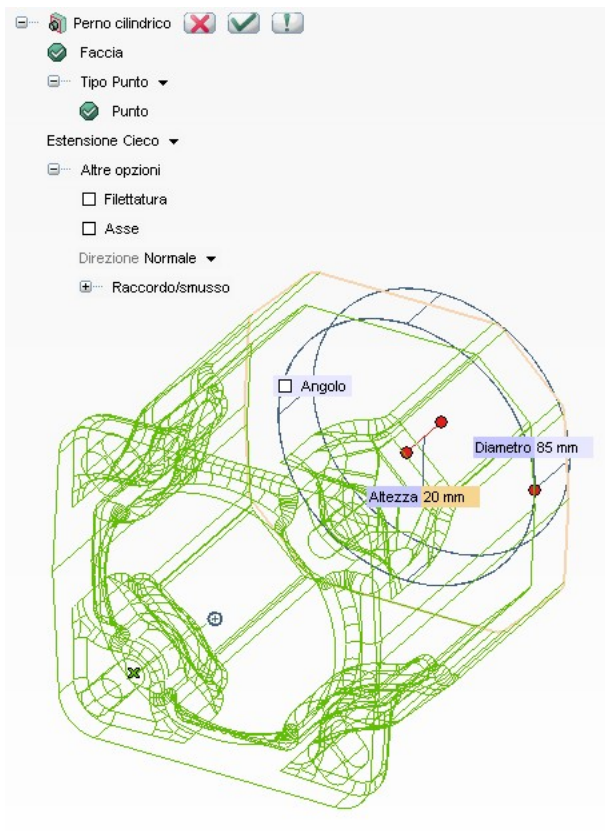 Perno cilindrico
Faccia
Tipo Punto
Punto
Estensione Cieco
Altre opzioni
Filettatura
Asse
Direzione Normale
Raccordo/smusso
Angolo
Diametro 85 mm
Altezza 20 mm